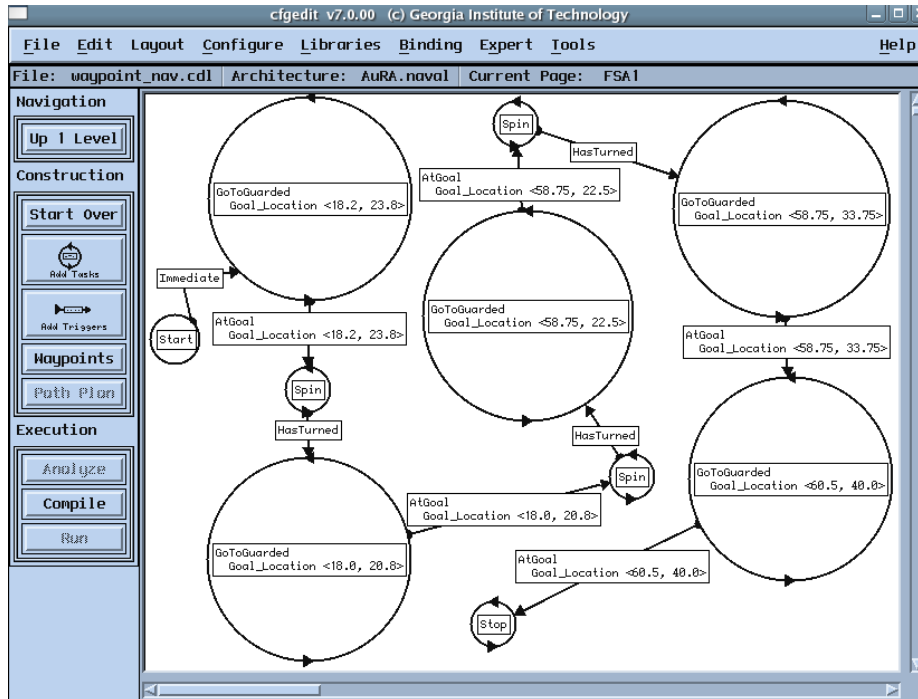 cfgedit v7.0.00 (c) Georgia Institute of Technology
File Edit Layout Configure Libraries Binding Expert Tools Help
File: waypoint_nav.cdl Architecture: AuRA.naval Current Page: FSA1
Navigation
Up 1 Level
Construction
Start Over
Add Tasks
Add Triggers
Waypoints
Path Plan
Execution
Analyze
Compile
Run
Start
Immediate
GoToGuarded
Goal_Location <18.2, 23.8>
AtGoal
Goal_Location <18.2, 23.8>
Spin
HasTurned
GoToGuarded
Goal_Location <18.0, 20.8>
AtGoal
Goal_Location <18.0, 20.8>
Spin
HasTurned
GoToGuarded
Goal_Location <58.75, 22.5>
AtGoal
Goal_Location <58.75, 22.5>
Spin
HasTurned
GoToGuarded
Goal_Location <58.75, 33.75>
AtGoal
Goal_Location <58.75, 33.75>
GoToGuarded
Goal_Location <60.5, 40.0>
AtGoal
Goal_Location <60.5, 40.0>
Stop